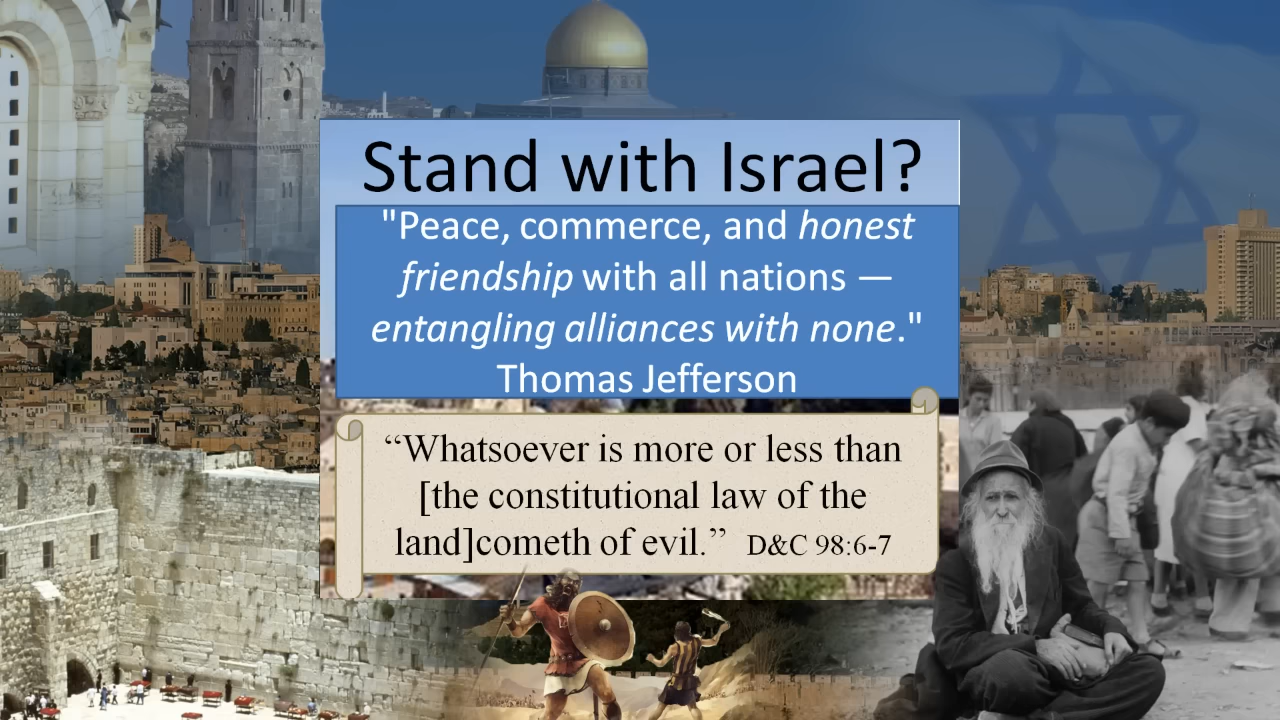 Stand with Israel?
"Peace, commerce, and honest
friendship with all nations —
entangling alliances with none."
Thomas Jefferson
“Whatsoever is more or less than
[the constitutional law of the
land]cometh of evil.” D&C 98:6-7